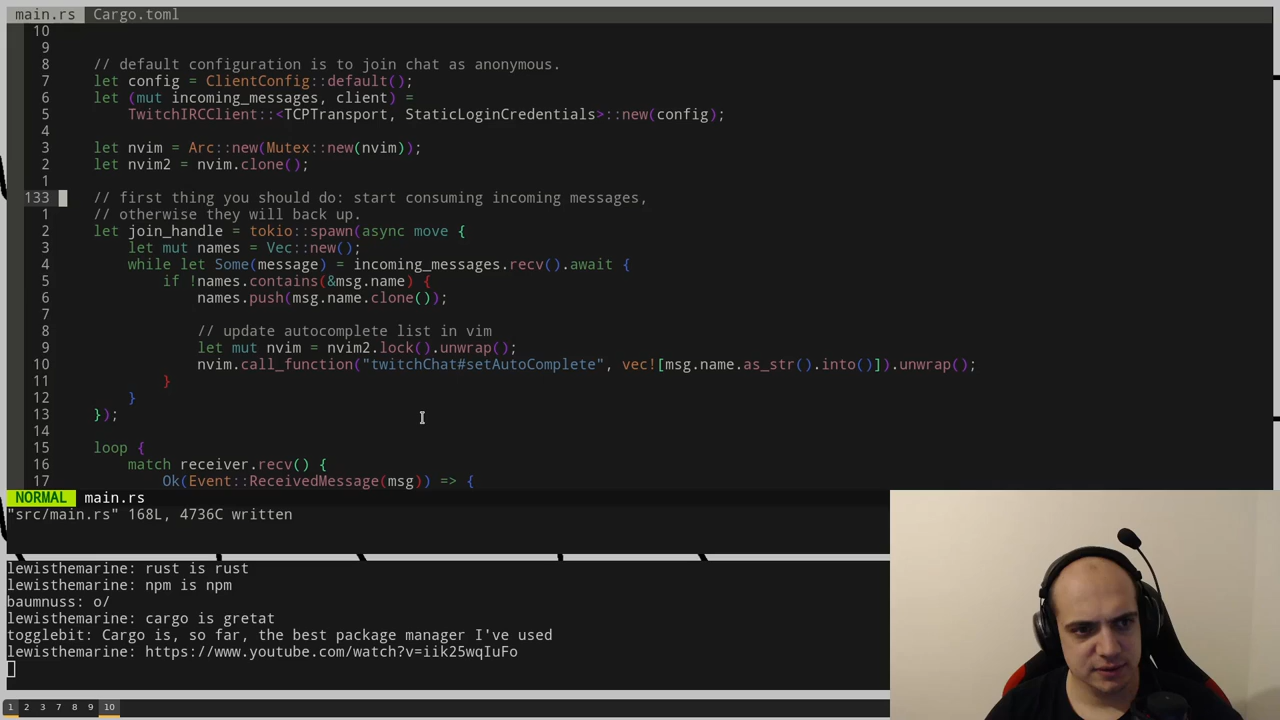 main.rs Cargo.toml
10
9
8 // default configuration is to join chat as anonymous.
7 let config = ClientConfig::default();
6 let (mut incoming_messages, client) =
5 TwitchIRCClient::<TCPTransport, StaticLoginCredentials>::new(config);
4
3 let nvim = Arc::new(Mutex::new(nvim));
2 let nvim2 = nvim.clone();
1
133 // first thing you should do: start consuming incoming messages,
1 // otherwise they will back up.
2 let join_handle = tokio::spawn(async move {
3 let mut names = Vec::new();
4 while let Some(message) = incoming_messages.recv().await {
5 if !names.contains(&msg.name) {
6 names.push(msg.name.clone());
7
8 // update autocomplete list in vim
9 let mut nvim = nvim2.lock().unwrap();
10 nvim.call_function("twitchChat#setAutoComplete", vec![msg.name.as_str().into()]).unwrap();
11 }
12 }
13 });
14
15 loop {
16 match receiver.recv() {
17 Ok(Event::ReceivedMessage(msg)) => {
NORMAL main.rs
"src/main.rs" 168L, 4736C written
lewisthemarine: rust is rust
lewisthemarine: npm is npm
baumnuss: o/
lewisthemarine: cargo is gretat
togglebit: Cargo is, so far, the best package manager I've used
lewisthemarine: https://www.youtube.com/watch?v=iik25wqIuFo
1 2 3 7 8 9 10